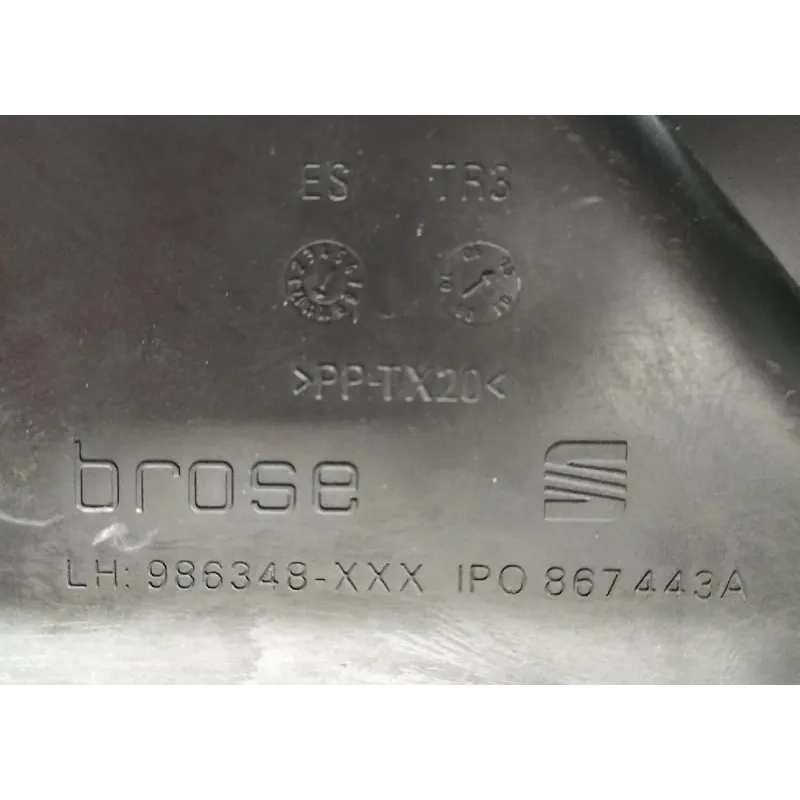 ES TR3
>PP-TX20<
brose
LH: 986348-XXX IPO 867443A